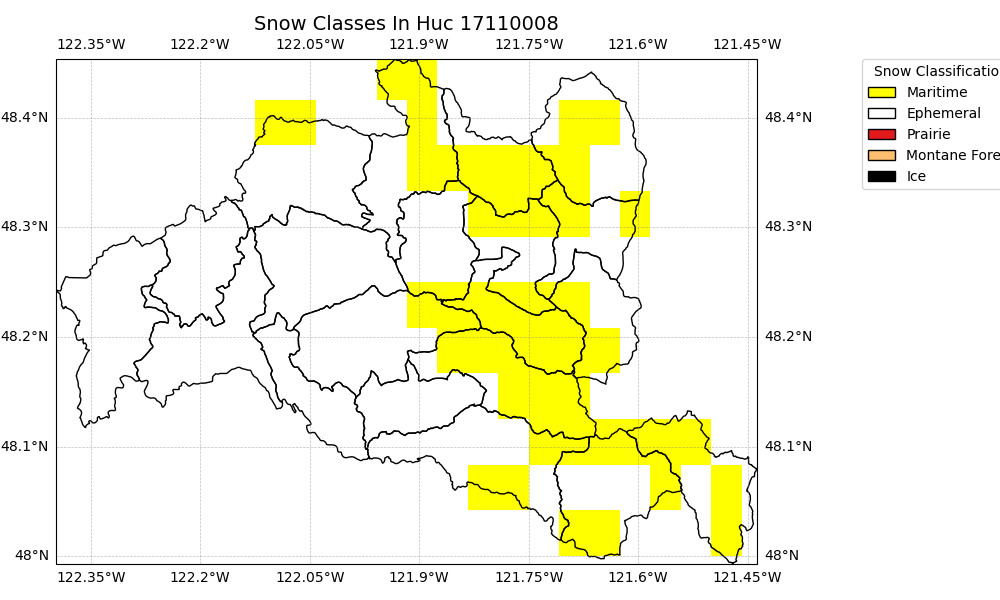 Snow Classes In Huc 17110008
122.35°W 122.2°W 122.05°W 121.9°W 121.75°W 121.6°W 121.45°W
Snow Classificatio
Maritime
Ephemeral
Prairie
Montane Fore
Ice
48.4°N 48.4°N
48.3°N 48.3°N
48.2°N 48.2°N
48.1°N 48.1°N
48°N 48°N
122.35°W 122.2°W 122.05°W 121.9°W 121.75°W 121.6°W 121.45°W